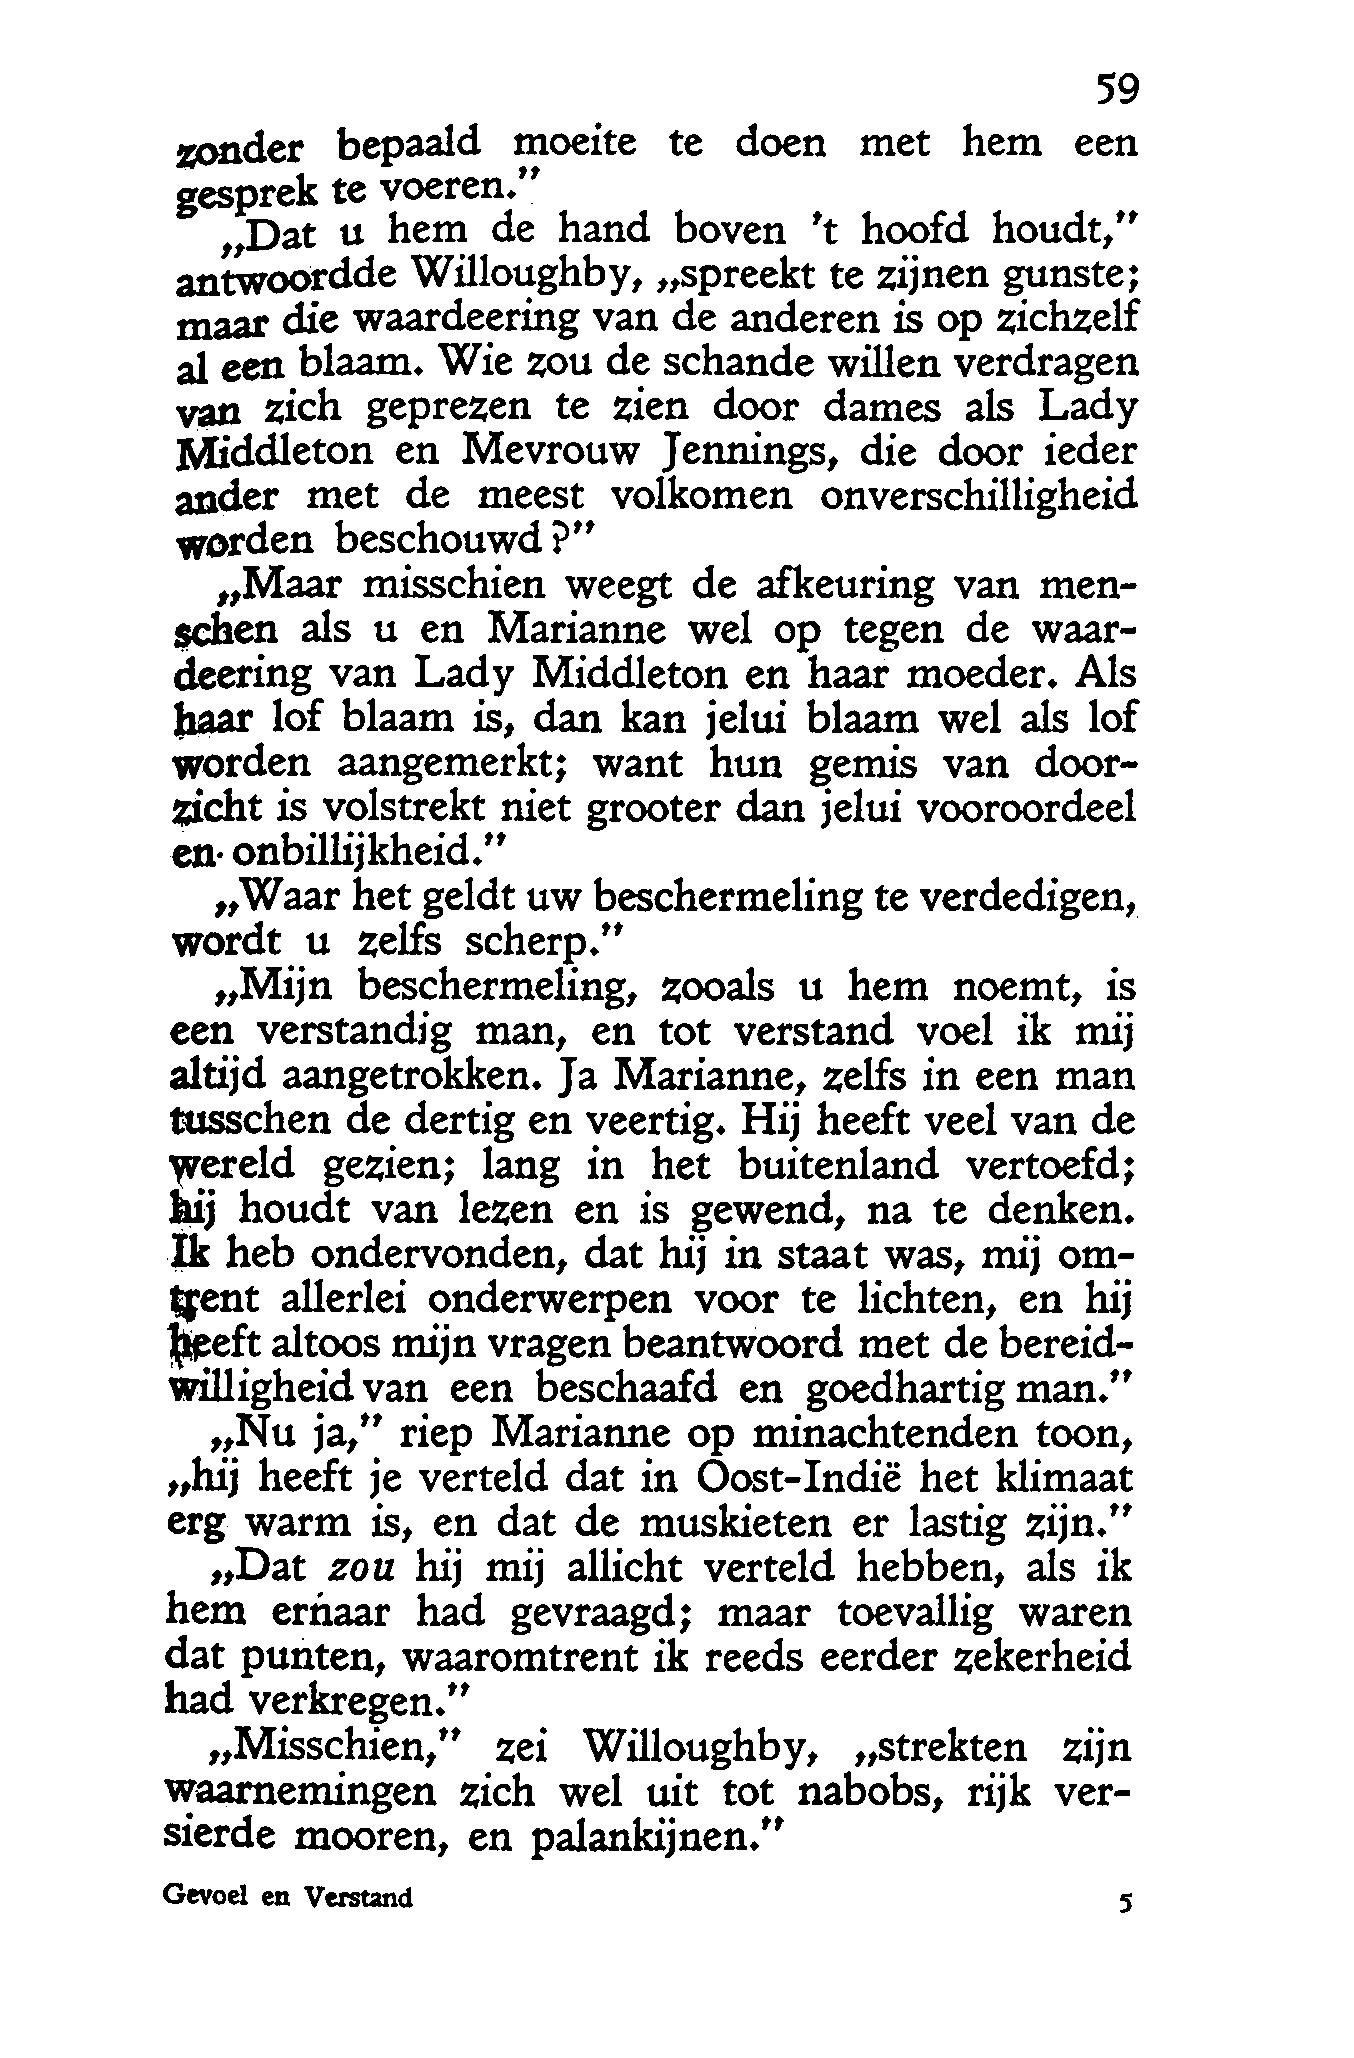 59
zonder bepaald moeite te doen met hem een
gesprek te voeren.”
„Dat u hem de hand boven 't hoofd houdt,”
antwoordde Willoughby, „spreekt te zijnen gunste;
maar die waardeering van de anderen is op zichzelf
al een blaam. Wie zou de schande willen verdragen
van zich geprezen te zien door dames als Lady
Middleton en Mevrouw Jennings, die door ieder
ander met de meest volkomen onverschilligheid
worden beschouwd?”
„Maar misschien weegt de afkeuring van men-
schen als u en Marianne wel op tegen de waar-
deering van Lady Middleton en haar moeder. Als
haar lof blaam is, dan kan jelui blaam wel als lof
worden aangemerkt; want hun gemis van door-
zicht is volstrekt niet grooter dan jelui vooroordeel
en onbillijkheid.”
„Waar het geldt uw beschermeling te verdedigen,
wordt u zelfs scherp.”
„Mijn beschermeling, zooals u hem noemt, is
een verstandig man, en tot verstand voel ik mij
altijd aangetrokken. Ja Marianne, zelfs in een man
tusschen de dertig en veertig. Hij heeft veel van de
wereld gezien; lang in het buitenland vertoefd;
hij houdt van lezen en is gewend, na te denken.
Ik heb ondervonden, dat hij in staat was, mij om-
trent allerlei onderwerpen voor te lichten, en hij
heeft altoos mijn vragen beantwoord met de bereid-
willigheid van een beschaafd en goedhartig man.”
„Nu ja,” riep Marianne op minachtenden toon,
„hij heeft je verteld dat in Oost-Indië het klimaat
erg warm is, en dat de muskieten er lastig zijn.”
„Dat zou hij mij allicht verteld hebben, als ik
hem ernaar had gevraagd; maar toevallig waren
dat punten, waaromtrent ik reeds eerder zekerheid
had verkregen.”
„Misschien,” zei Willoughby, „strekten zijn
waarnemingen zich wel uit tot nabobs, rijk ver-
sierde mooren, en palankijnen.”
Gevoel en Verstand 5